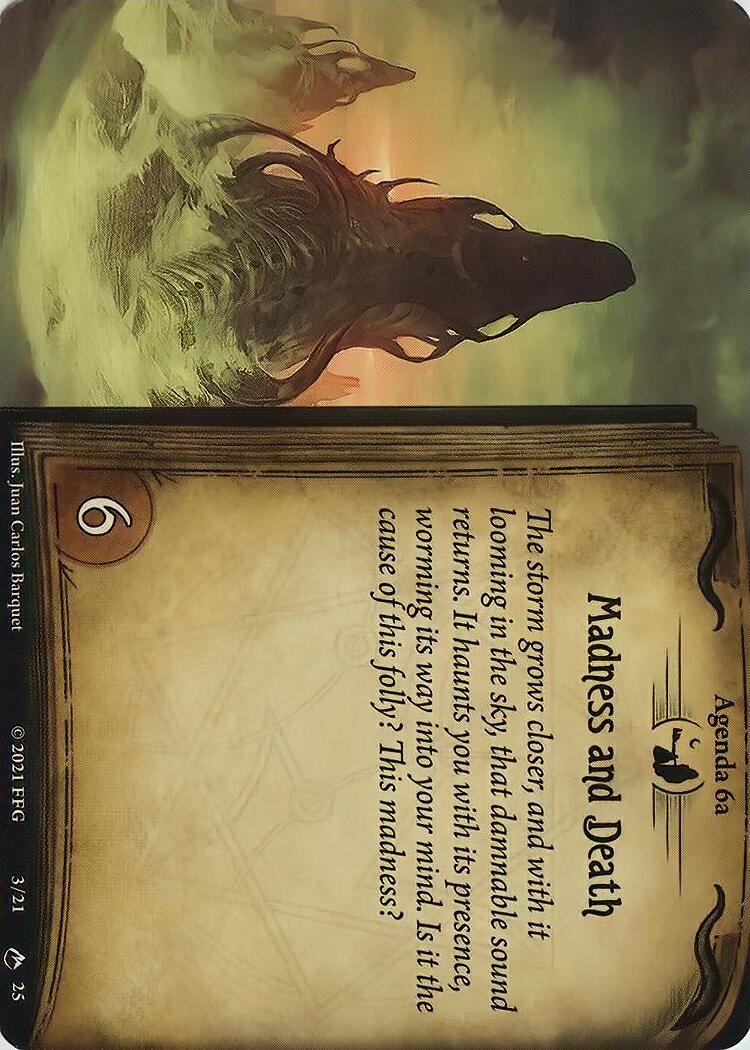 Agenda 6a
Madness and Death
The storm grows closer, and with it
looming in the sky, that damnable sound
returns. It haunts you with its presence,
worming its way into your mind. Is it the
cause of this folly? This madness?
6
Illus. Juan Carlos Barquet
© 2021 FFG
3/21
25